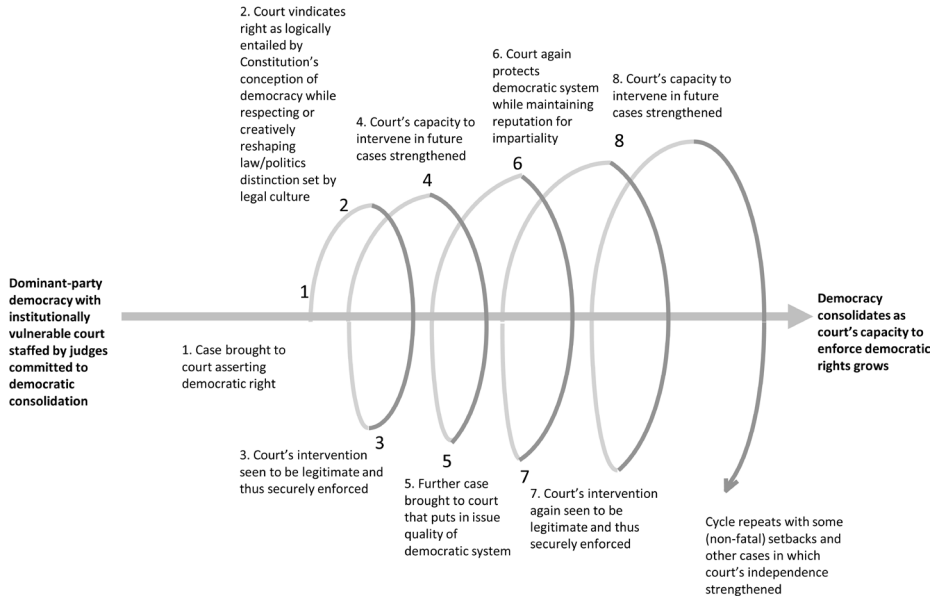 Dominant-party
democracy with
institutionally
vulnerable court
staffed by judges
committed to
democratic
consolidation
1
1. Case brought to
court asserting
democratic right
2. Court vindicates
right as logically
entailed by
Constitution’s
conception of
democracy while
respecting or
creatively
reshaping
law/politics
distinction set by
legal culture
2
3
3. Court’s intervention
seen to be legitimate and
thus securely enforced
4. Court’s capacity to
intervene in future
cases strengthened
4
5
5. Further case
brought to court
that puts in issue
quality of
democratic system
6. Court again
protects
democratic system
while maintaining
reputation for
impartiality
6
7
7. Court’s intervention
again seen to be
legitimate and thus
securely enforced
8. Court’s capacity to
intervene in future
cases strengthened
8
Cycle repeats with some
(non-fatal) setbacks and
other cases in which
court’s independence
strengthened
Democracy
consolidates as
court’s capacity to
enforce democratic
rights grows